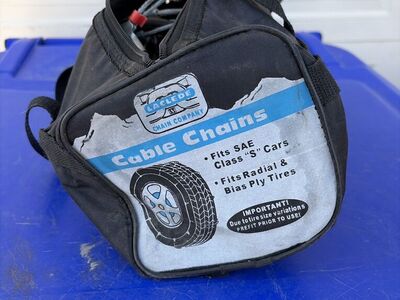 LACLEDE
CHAIN COMPANY
Cable Chains
• Fits SAE
Class "S" Cars
• Fits Radial &
Bias Ply Tires
IMPORTANT!
Due to tire size variations
PREFIT PRIOR TO USE!